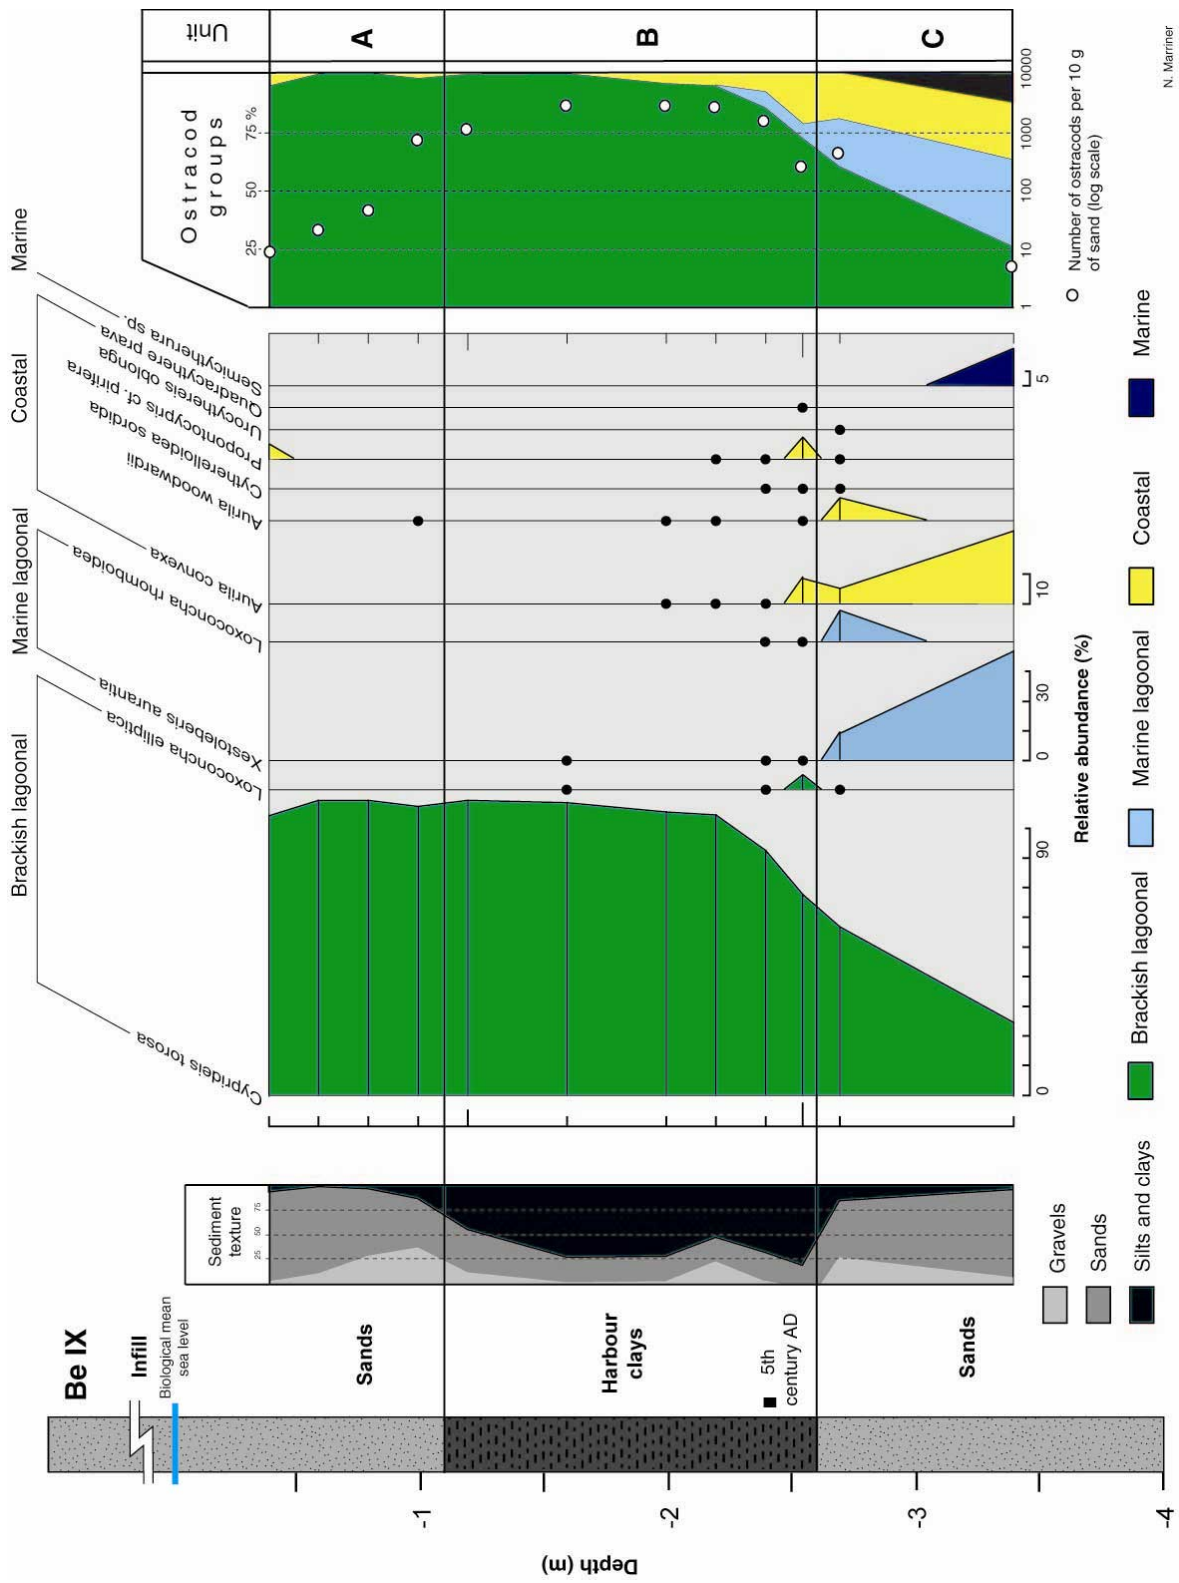 Be IX
Infill
Biological mean
sea level
Sands
Harbour
clays
5th
century AD
Sands
Depth (m)
-1
-2
-3
-4
Sediment
texture
25
50
75
Gravels
Sands
Silts and clays
Brackish lagoonal
Marine lagoonal
Coastal
Marine
Cyprideis torosa
Loxoconcha elliptica
Xestoleberis aurantia
Loxoconcha rhomboidea
Aurila convexa
Aurila woodwardii
Cytherelloidea sordida
Propontocypris cf. pirifera
Urocythereis oblonga
Quadracythere prava
Semicytherura sp.
0
90
0
30
10
5
Relative abundance (%)
Ostracod
groups
25
50
75 %
Unit
A
B
C
1
10
100
1000
10000
Number of ostracods per 10 g
of sand (log scale)
Brackish lagoonal
Marine lagoonal
Coastal
Marine
N. Marriner